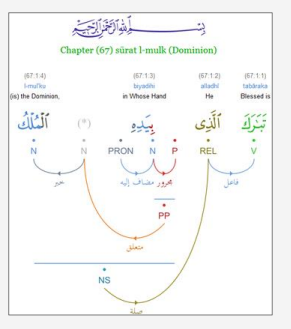 بِسْمِ ٱللَّهِ ٱلرَّحْمَٰنِ ٱلرَّحِيمِ
Chapter (67) sūrat l-mulk (Dominion)
(67:1:4) (67:1:3) (67:1:2) (67:1:1)
l-mul'ku biyadihi alladhī tabāraka
(is) the Dominion, in Whose Hand He Blessed is
ٱلْمُلْكُ (*) بِيَدِهِ ٱلَّذِى تَبَٰرَكَ
N N PRON N P REL V
خبر مضاف إليه مجرور فاعل
PP
متعلق
NS
صلة